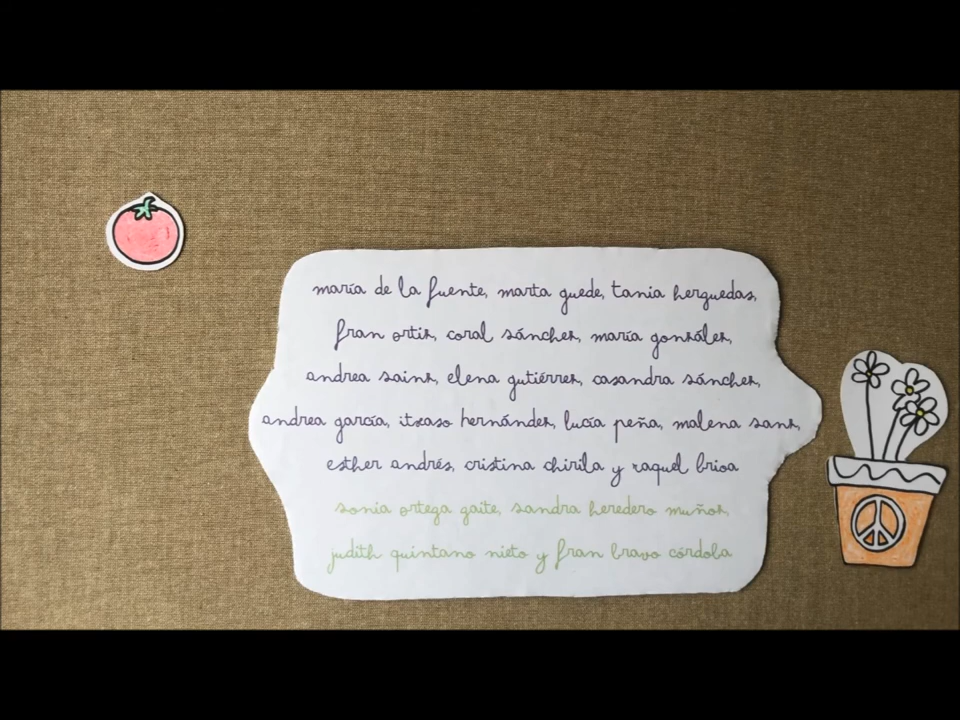 maría de la fuente, marta guede, tania herguedas,
fran ortiz, coral sánchez, maría gonzález,
andrea sainz, elena gutiérrez, casandra sánchez,
andrea garcía, itxaso hernández, lucía peña, malena sanz,
esther andrés, cristina chirila y raquel brioa
sonia ortega gaite, sandra heredero muñoz,
judith quintano nieto y fran bravo córdola